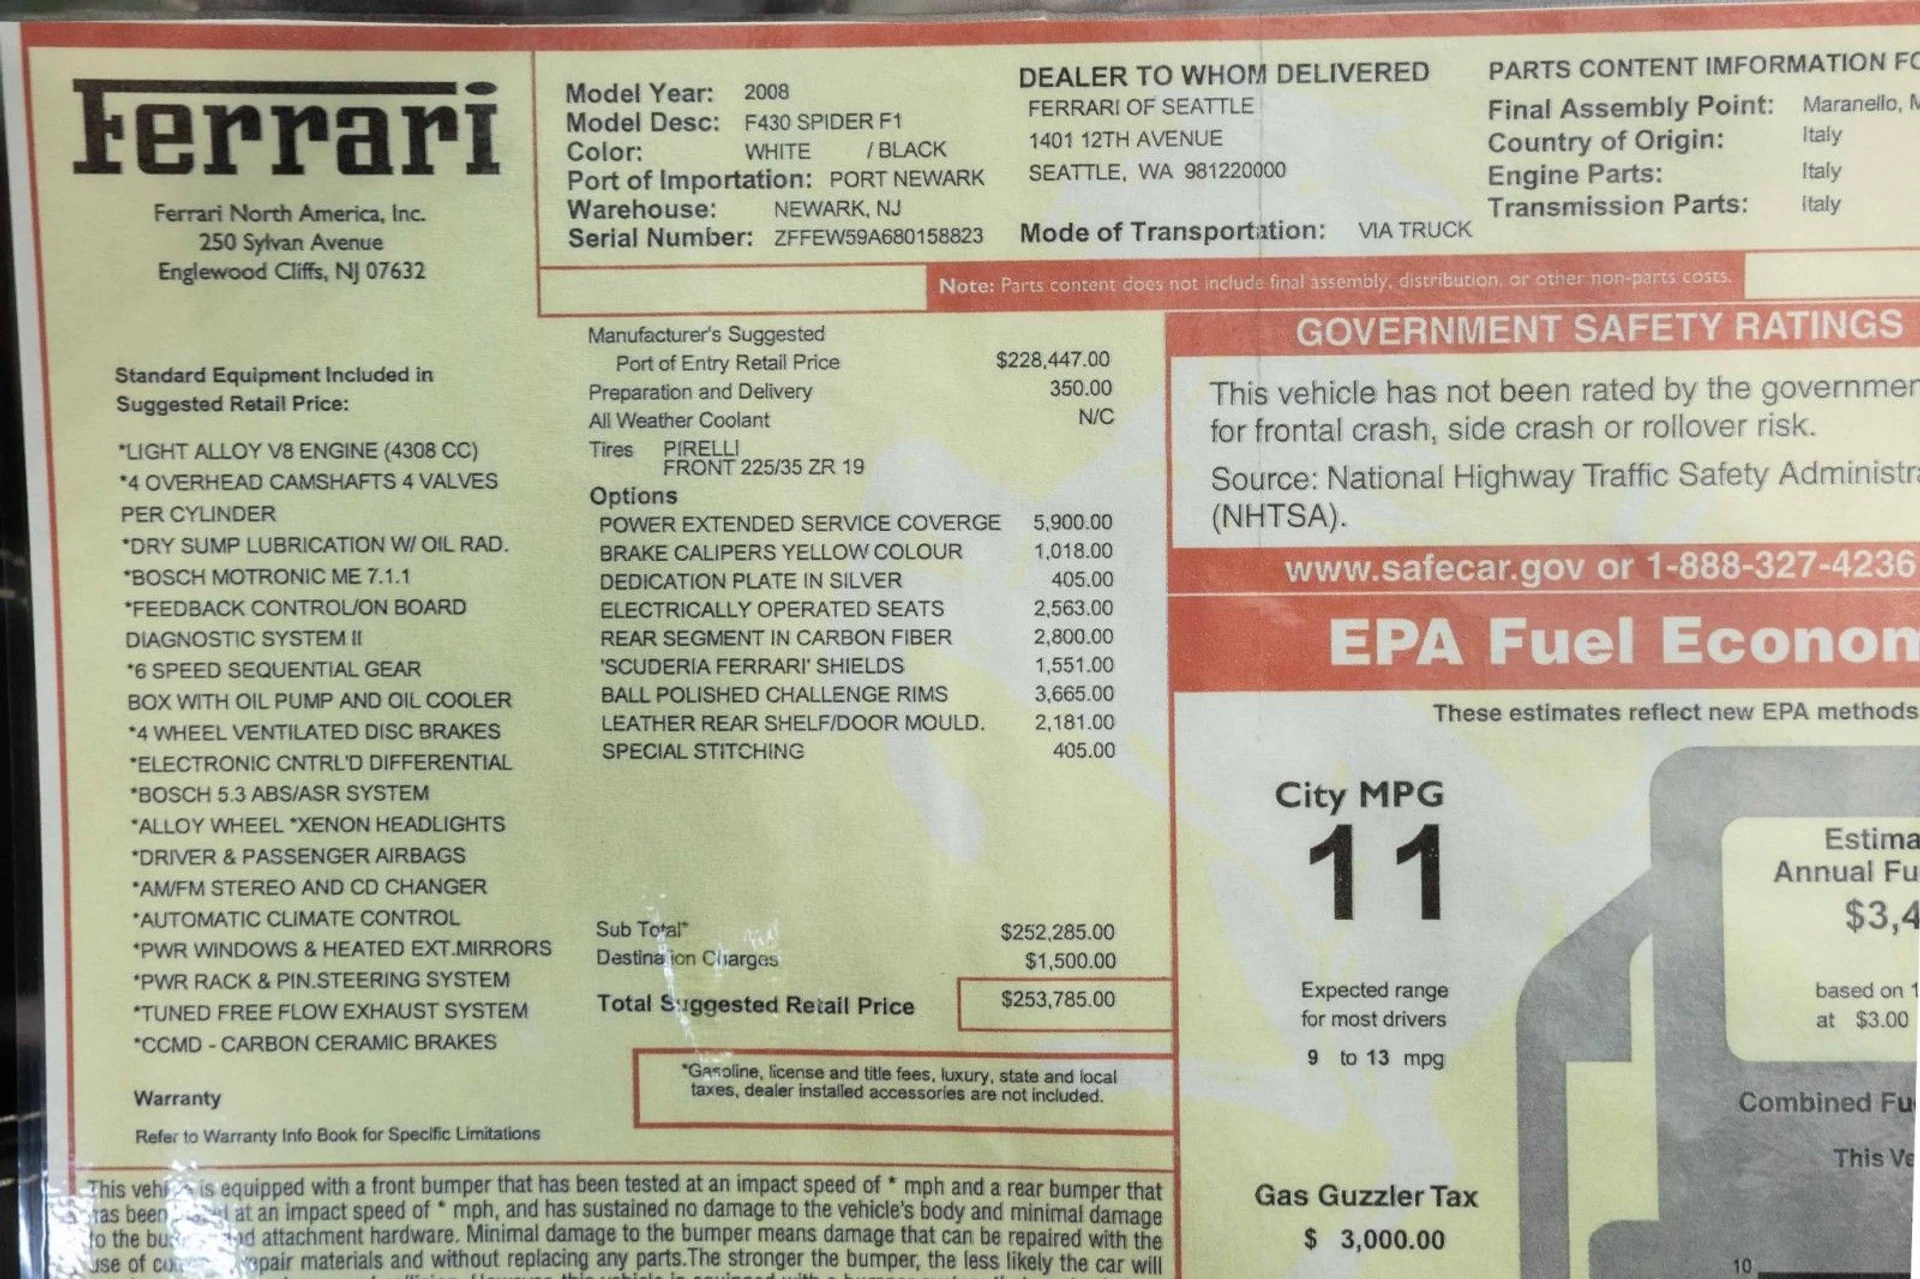 Ferrari
Ferrari North America, Inc.
250 Sylvan Avenue
Englewood Cliffs, NJ 07632
Model Year: 2008
Model Desc: F430 SPIDER F1
Color: WHITE / BLACK
Port of Importation: PORT NEWARK
Warehouse: NEWARK, NJ
Serial Number: ZFFEW59A680158823
DEALER TO WHOM DELIVERED
FERRARI OF SEATTLE
1401 12TH AVENUE
SEATTLE, WA 981220000
Mode of Transportation: VIA TRUCK
PARTS CONTENT IMFORMATION
Final Assembly Point: Maranello,
Country of Origin: Italy
Engine Parts: Italy
Transmission Parts: Italy
Note: Parts content does not include final assembly, distribution, or other non-parts costs.
Standard Equipment Included in
Suggested Retail Price:
*LIGHT ALLOY V8 ENGINE (4308 CC)
*4 OVERHEAD CAMSHAFTS 4 VALVES
PER CYLINDER
*DRY SUMP LUBRICATION W/ OIL RAD.
*BOSCH MOTRONIC ME 7.1.1
*FEEDBACK CONTROL/ON BOARD
DIAGNOSTIC SYSTEM II
*6 SPEED SEQUENTIAL GEAR
BOX WITH OIL PUMP AND OIL COOLER
*4 WHEEL VENTILATED DISC BRAKES
*ELECTRONIC CNTRL'D DIFFERENTIAL
*BOSCH 5.3 ABS/ASR SYSTEM
*ALLOY WHEEL *XENON HEADLIGHTS
*DRIVER & PASSENGER AIRBAGS
*AM/FM STEREO AND CD CHANGER
*AUTOMATIC CLIMATE CONTROL
*PWR WINDOWS & HEATED EXT.MIRRORS
*PWR RACK & PIN.STEERING SYSTEM
*TUNED FREE FLOW EXHAUST SYSTEM
*CCMD - CARBON CERAMIC BRAKES
Warranty
Refer to Warranty Info Book for Specific Limitations
Manufacturer's Suggested
Port of Entry Retail Price $228,447.00
Preparation and Delivery 350.00
All Weather Coolant N/C
Tires PIRELLI
FRONT 225/35 ZR 19
Options
POWER EXTENDED SERVICE COVERGE 5,900.00
BRAKE CALIPERS YELLOW COLOUR 1,018.00
DEDICATION PLATE IN SILVER 405.00
ELECTRICALLY OPERATED SEATS 2,563.00
REAR SEGMENT IN CARBON FIBER 2,800.00
'SCUDERIA FERRARI' SHIELDS 1,551.00
BALL POLISHED CHALLENGE RIMS 3,665.00
LEATHER REAR SHELF/DOOR MOULD. 2,181.00
SPECIAL STITCHING 405.00
Sub Total* $252,285.00
Destination Charges $1,500.00
Total Suggested Retail Price $253,785.00
*Gasoline, license and title fees, luxury, state and local
taxes, dealer installed accessories are not included.
This vehicle is equipped with a front bumper that has been tested at an impact speed of * mph and a rear bumper that
has been at an impact speed of * mph, and has sustained no damage to the vehicle's body and minimal damage
to the and attachment hardware. Minimal damage to the bumper means damage that can be repaired with the
use of repair materials and without replacing any parts.The stronger the bumper, the less likely the car will
GOVERNMENT SAFETY RATINGS
This vehicle has not been rated by the
for frontal crash, side crash or rollover risk.
Source: National Highway Traffic Safety
(NHTSA).
www.safecar.gov or 1-888-327-4236
EPA Fuel
These estimates reflect new EPA methods
City MPG
11
Expected range
for most drivers
9 to 13 mpg
Gas Guzzler Tax
$ 3,000.00
Annual
based on
at $3.00
Combined
This
10